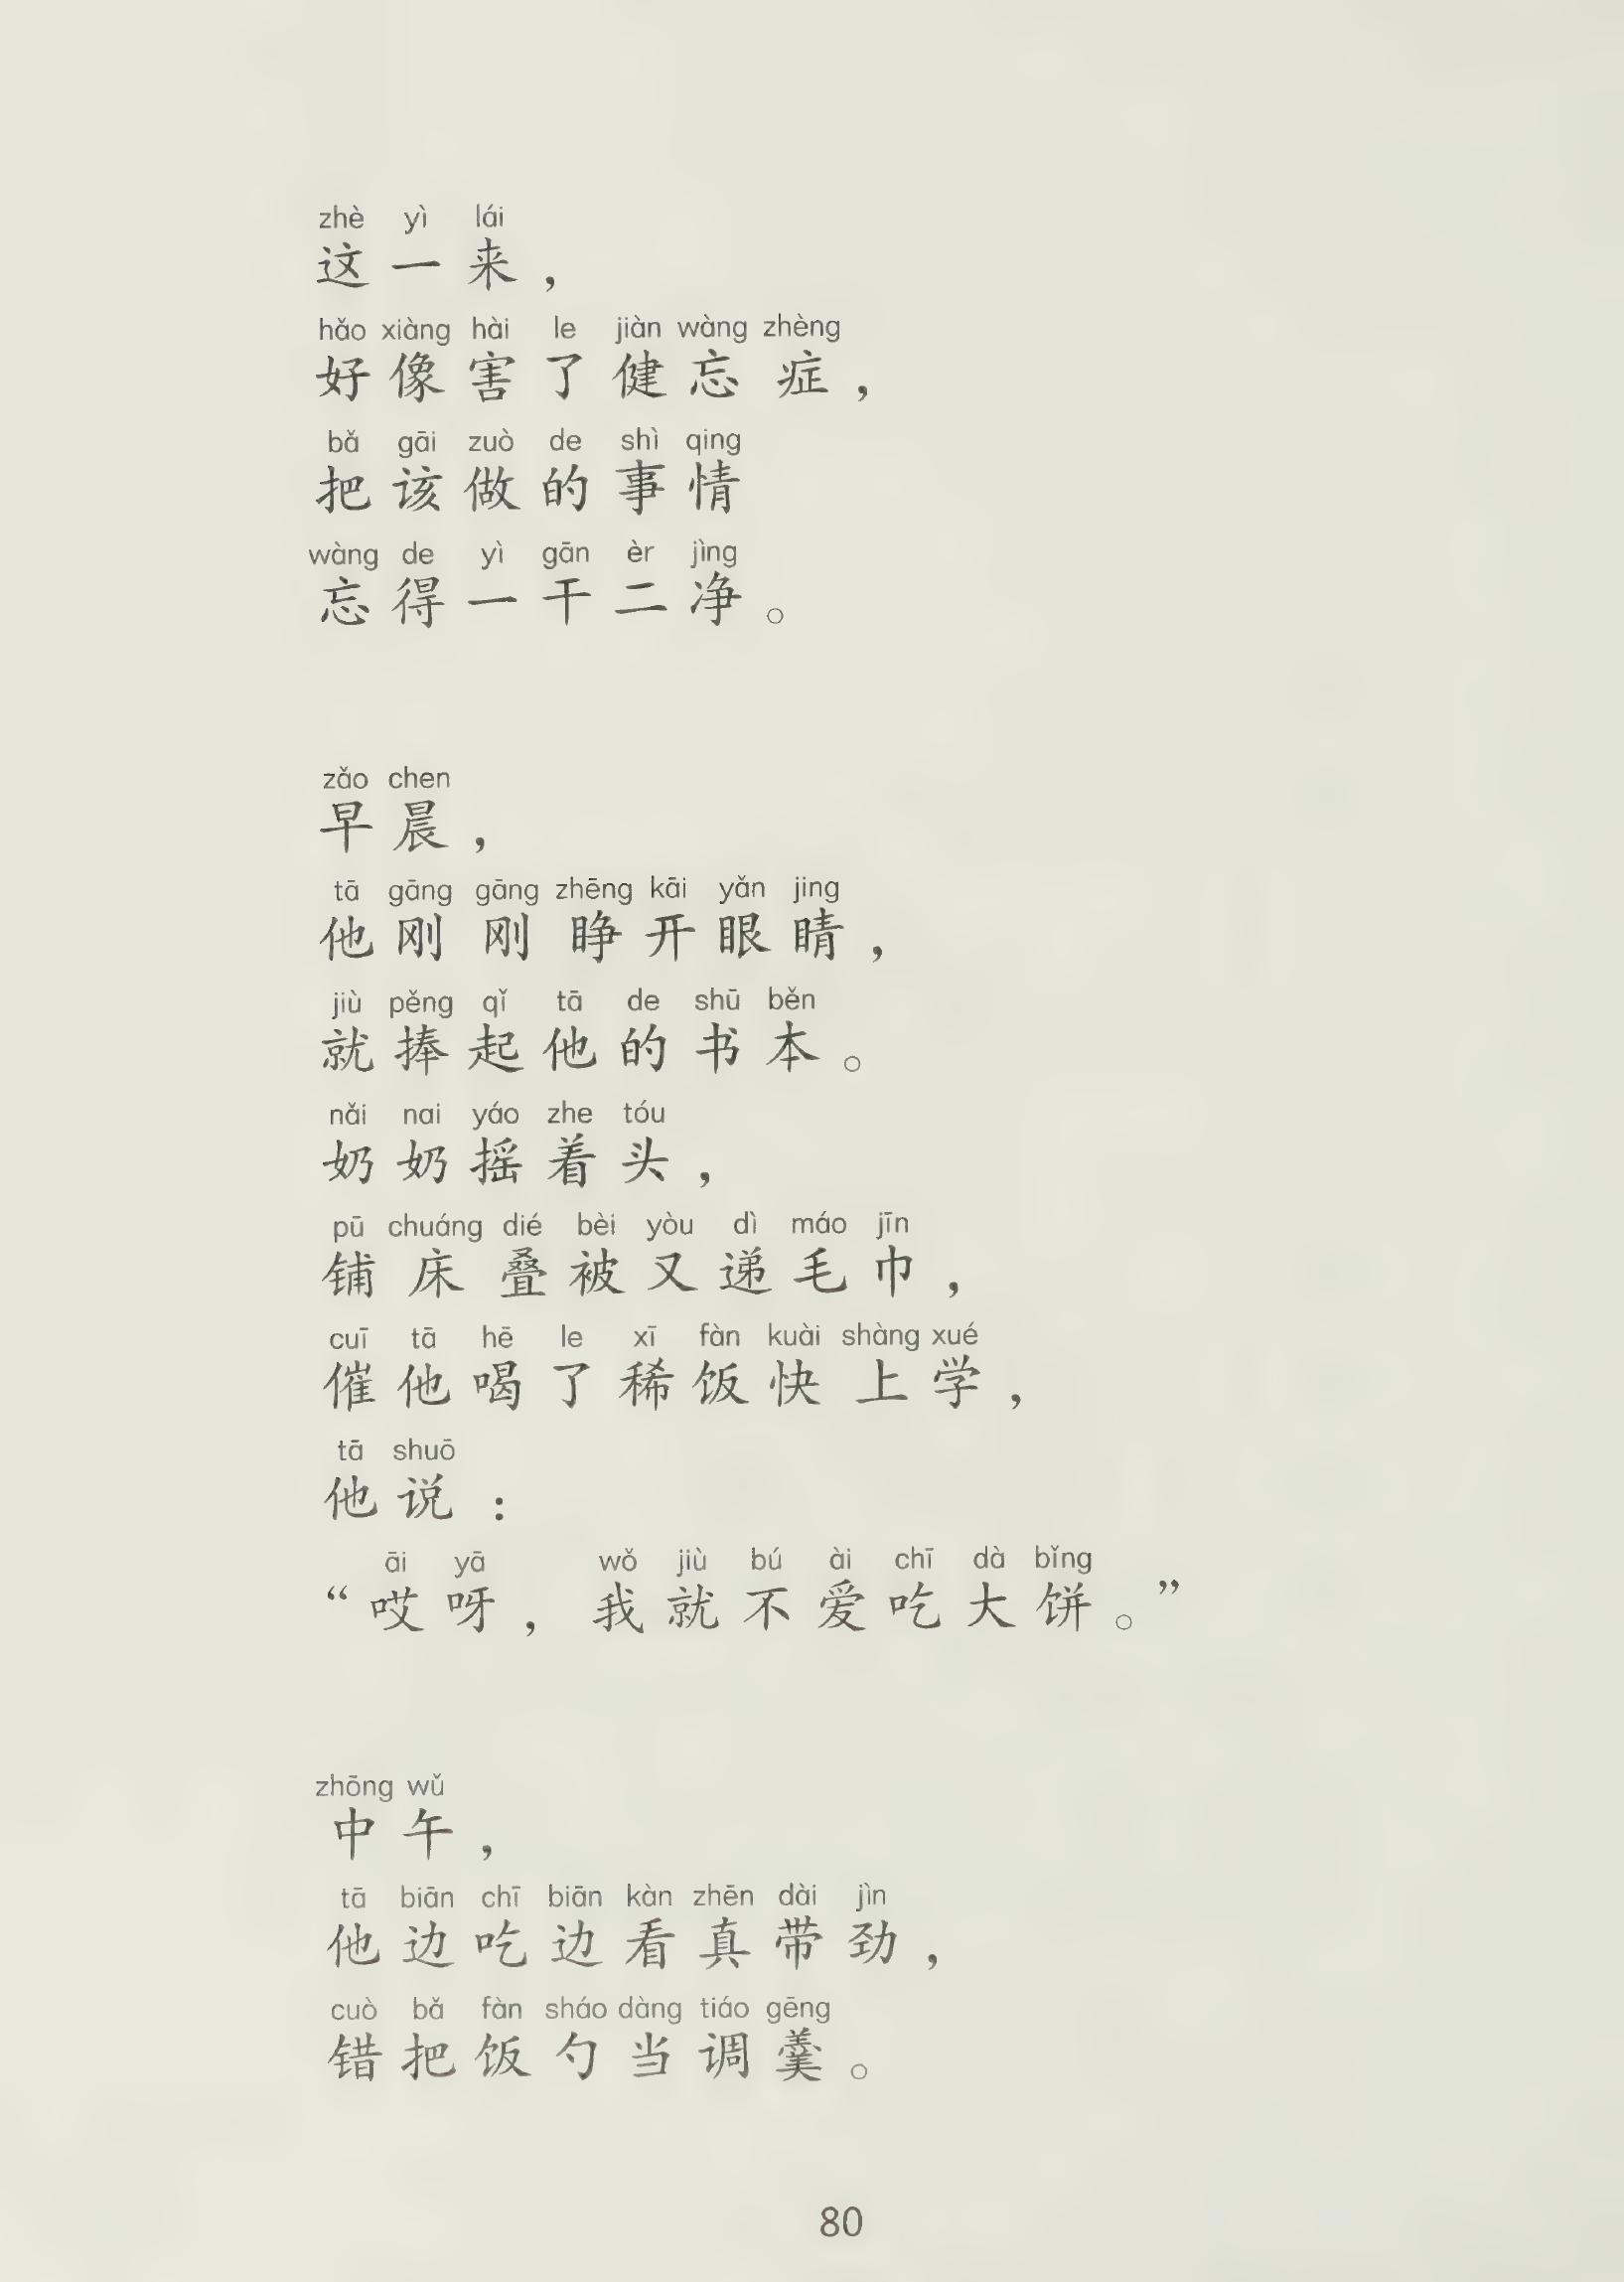 zhè yì lái
这一来，
hǎo xiàng hài le jiàn wàng zhèng
好像害了健忘症，
bǎ gāi zuò de shì qing
把该做的事情
wàng de yì gān èr jìng
忘得一干二净。
zǎo chen
早晨，
tā gāng gāng zhēng kāi yǎn jing
他刚刚睁开眼睛，
jiù pěng qǐ tā de shū běn
就捧起他的书本。
nǎi nai yáo zhe tóu
奶奶摇着头，
pū chuáng dié bèi yòu dì máo jīn
铺床叠被又递毛巾，
cuī tā hē le xī fàn kuài shàng xué
催他喝了稀饭快上学，
tā shuō
他说：
āi yā wǒ jiù bú ài chī dà bǐng
“哎呀，我就不爱吃大饼。”
zhōng wǔ
中午，
tā biān chī biān kàn zhēn dài jìn
他边吃边看真带劲，
cuò bǎ fàn sháo dàng tiáo gēng
错把饭勺当调羹。
80